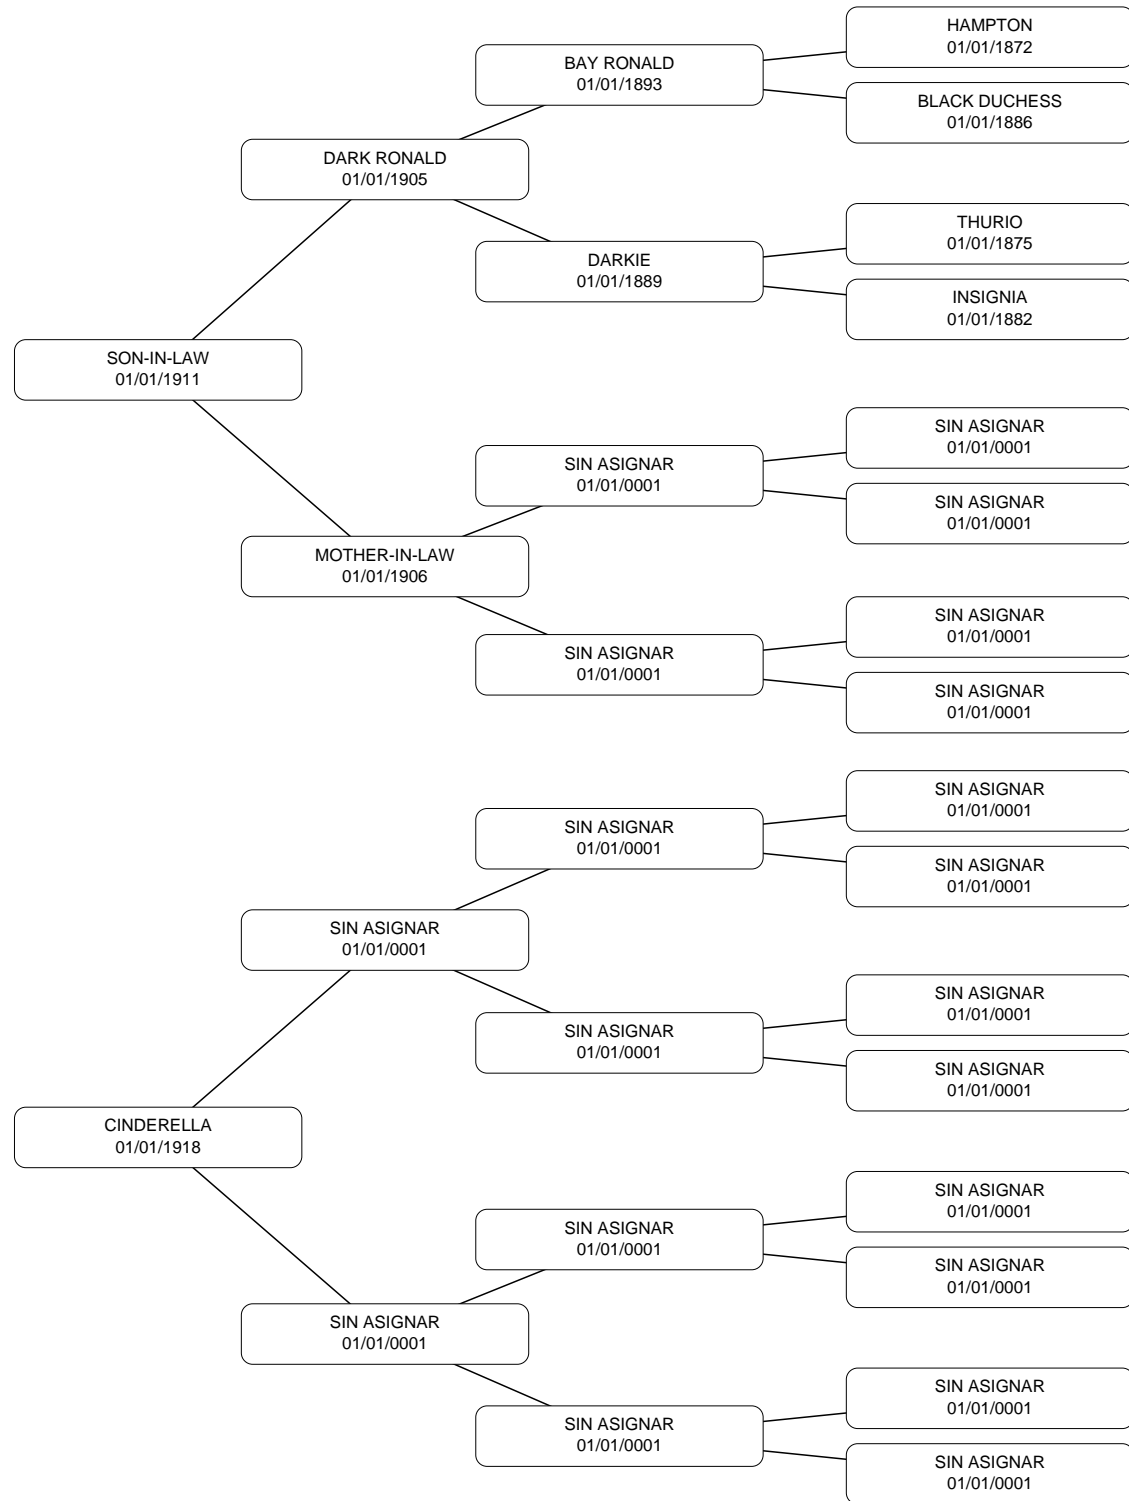 HAMPTON
01/01/1872
BAY RONALD
01/01/1893
BLACK DUCHESS
01/01/1886
DARK RONALD
01/01/1905
THURIO
01/01/1875
DARKIE
01/01/1889
INSIGNIA
01/01/1882
SON-IN-LAW
01/01/1911
SIN ASIGNAR
01/01/0001
SIN ASIGNAR
01/01/0001
SIN ASIGNAR
01/01/0001
MOTHER-IN-LAW
01/01/1906
SIN ASIGNAR
01/01/0001
SIN ASIGNAR
01/01/0001
SIN ASIGNAR
01/01/0001
SIN ASIGNAR
01/01/0001
SIN ASIGNAR
01/01/0001
SIN ASIGNAR
01/01/0001
SIN ASIGNAR
01/01/0001
SIN ASIGNAR
01/01/0001
SIN ASIGNAR
01/01/0001
SIN ASIGNAR
01/01/0001
CINDERELLA
01/01/1918
SIN ASIGNAR
01/01/0001
SIN ASIGNAR
01/01/0001
SIN ASIGNAR
01/01/0001
SIN ASIGNAR
01/01/0001
SIN ASIGNAR
01/01/0001
SIN ASIGNAR
01/01/0001
SIN ASIGNAR
01/01/0001